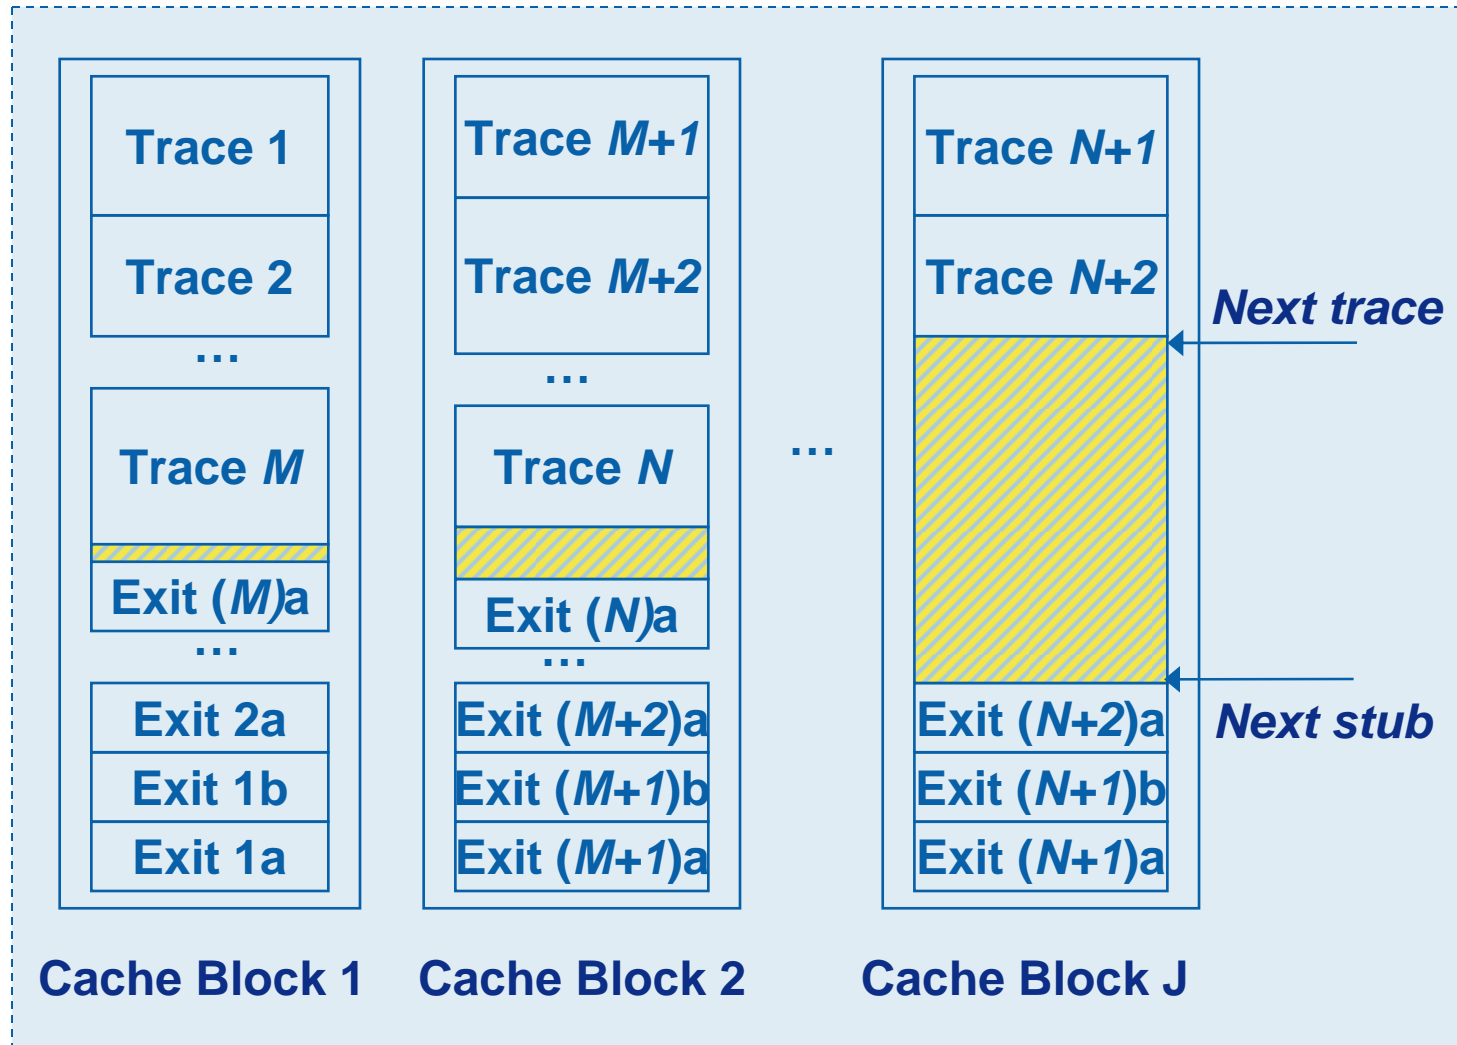 Trace 1
Trace 2
...
Trace M
Exit (M)a
...
Exit 2a
Exit 1b
Exit 1a
Cache Block 1
Trace M+1
Trace M+2
...
Trace N
Exit (N)a
...
Exit (M+2)a
Exit (M+1)b
Exit (M+1)a
Cache Block 2
...
Trace N+1
Trace N+2
Exit (N+2)a
Exit (N+1)b
Exit (N+1)a
Cache Block J
Next trace
Next stub